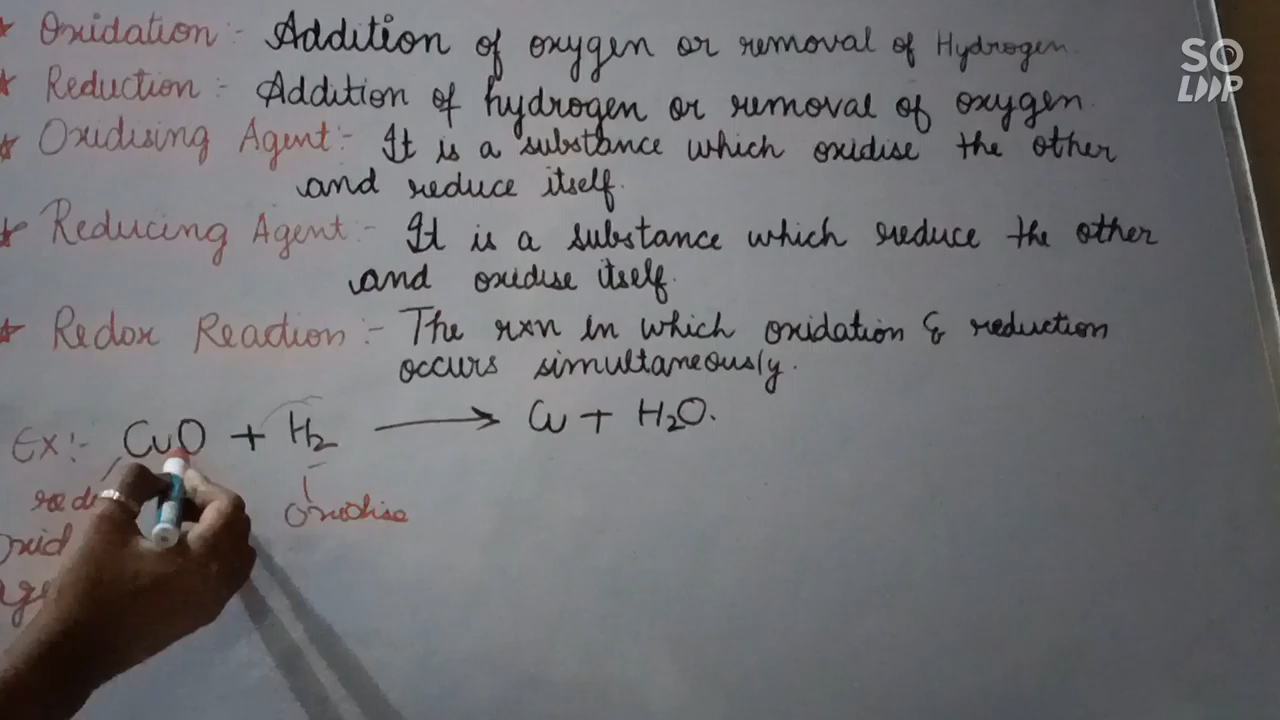 ★ Oxidation :- Addition of oxygen or removal of Hydrogen.
★ Reduction :- Addition of hydrogen or removal of oxygen
★ Oxidising Agent :- It is a substance which oxidise the other
and reduce itself.
★ Reducing Agent :- It is a substance which reduce the other
and oxidise itself.
★ Redox Reaction :- The rxn in which oxidation & reduction
occurs simultaneously.
Ex:- CuO + H₂ ⟶ Cu + H₂O.
Oxidise
SO
LOOP